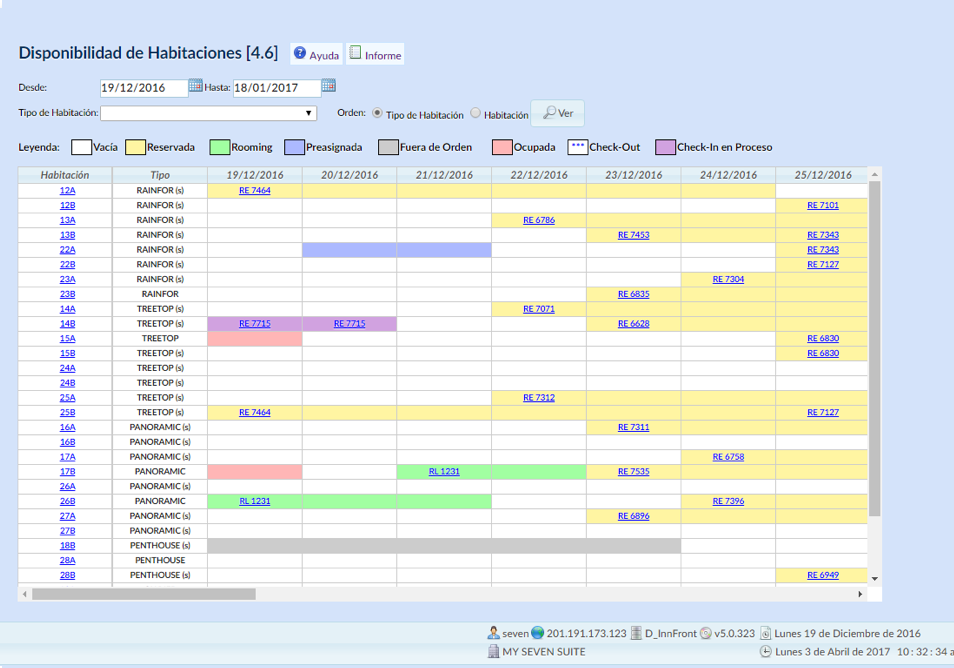 Disponibilidad de Habitaciones [4.6] Ayuda Informe
Desde: 19/12/2016 Hasta: 18/01/2017
Tipo de Habitación: Orden: Tipo de Habitación Habitación Ver
Leyenda: Vacía Reservada Rooming Preasignada Fuera de Orden Ocupada *** Check-Out Check-In en Proceso
Habitación Tipo 19/12/2016 20/12/2016 21/12/2016 22/12/2016 23/12/2016 24/12/2016 25/12/2016
12A RAINFOR (s) RE 7464
12B RAINFOR (s) RE 7101
13A RAINFOR (s) RE 6786
13B RAINFOR (s) RE 7453 RE 7343
22A RAINFOR (s) RE 7343
22B RAINFOR (s) RE 7127
23A RAINFOR (s) RE 7304
23B RAINFOR RE 6835
14A TREETOP (s) RE 7071
14B TREETOP (s) RE 7715 RE 7715 RE 6628
15A TREETOP RE 6830
15B TREETOP (s) RE 6830
24A TREETOP (s)
24B TREETOP (s)
25A TREETOP (s) RE 7312
25B TREETOP (s) RE 7464 RE 7127
16A PANORAMIC (s) RE 7311
16B PANORAMIC (s)
17A PANORAMIC (s) RE 6758
17B PANORAMIC RL 1231 RE 7535
26A PANORAMIC (s)
26B PANORAMIC RL 1231 RE 7396
27A PANORAMIC (s) RE 6896
27B PANORAMIC (s)
18B PENTHOUSE (s)
28A PENTHOUSE
28B PENTHOUSE (s) RE 6949
seven 201.191.173.123 D_InnFront v5.0.323 Lunes 19 de Diciembre de 2016
MY SEVEN SUITE Lunes 3 de Abril de 2017 10 : 32 : 34 a